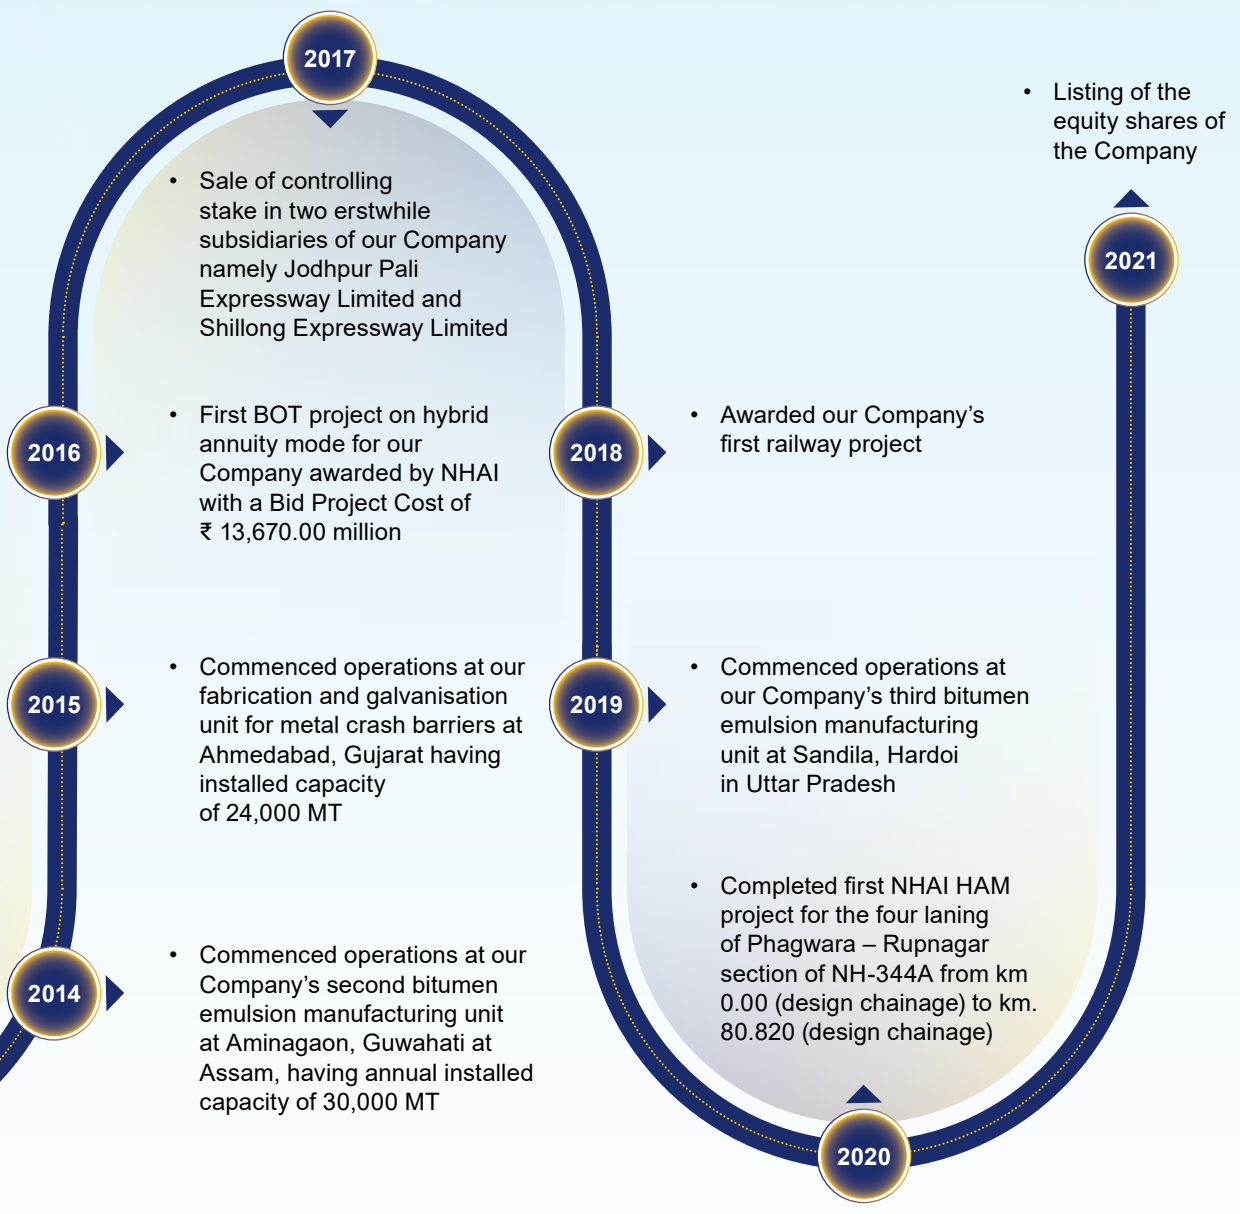 2017
• Sale of controlling
stake in two erstwhile
subsidiaries of our Company
namely Jodhpur Pali
Expressway Limited and
Shillong Expressway Limited
2016
• First BOT project on hybrid
annuity mode for our
Company awarded by NHAI
with a Bid Project Cost of
₹ 13,670.00 million
2015
• Commenced operations at our
fabrication and galvanisation
unit for metal crash barriers at
Ahmedabad, Gujarat having
installed capacity
of 24,000 MT
2014
• Commenced operations at our
Company’s second bitumen
emulsion manufacturing unit
at Aminagaon, Guwahati at
Assam, having annual installed
capacity of 30,000 MT
2018
• Awarded our Company’s
first railway project
2019
• Commenced operations at
our Company’s third bitumen
emulsion manufacturing
unit at Sandila, Hardoi
in Uttar Pradesh
• Completed first NHAI HAM
project for the four laning
of Phagwara – Rupnagar
section of NH-344A from km
0.00 (design chainage) to km.
80.820 (design chainage)
2020
• Listing of the
equity shares of
the Company
2021